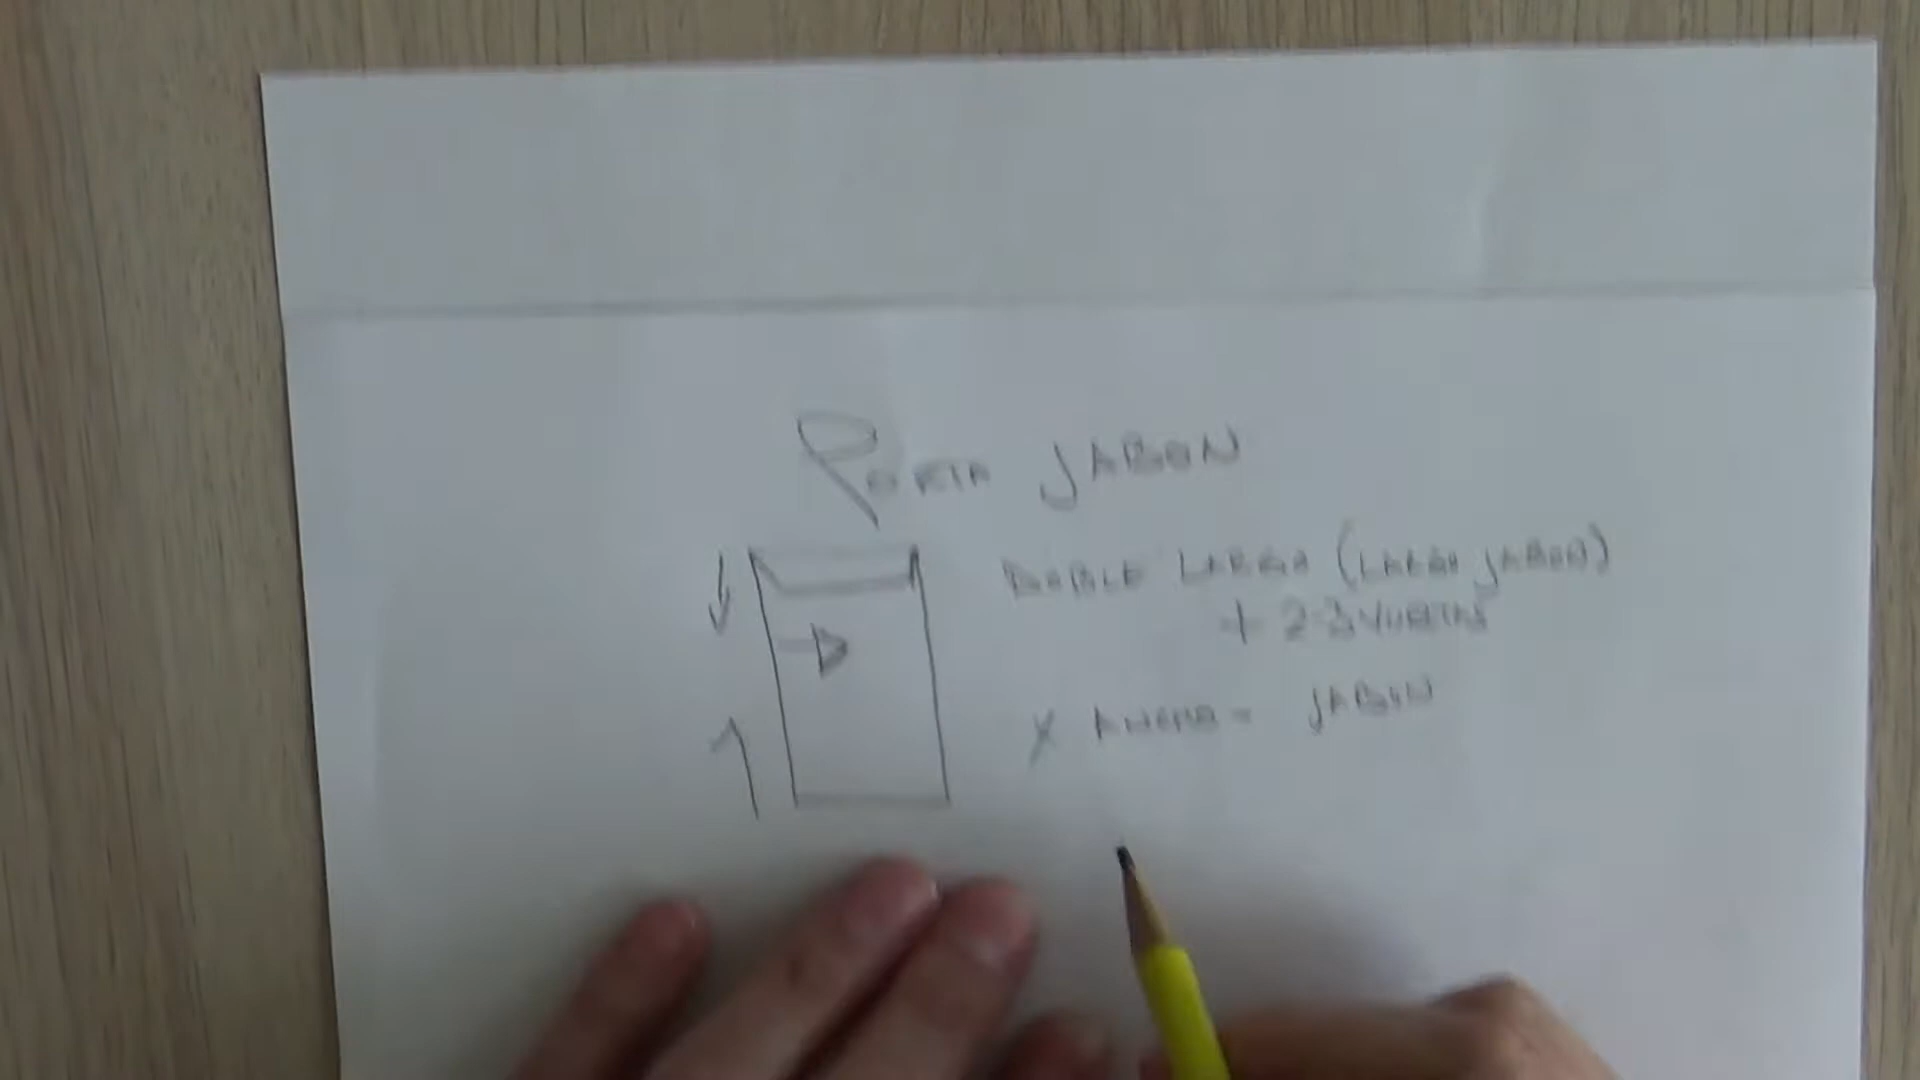 PORTA JABON
DOBLE LARGO (LARGO JABON)
+ 2-3 VUELTAS
X ANCHO = JABON